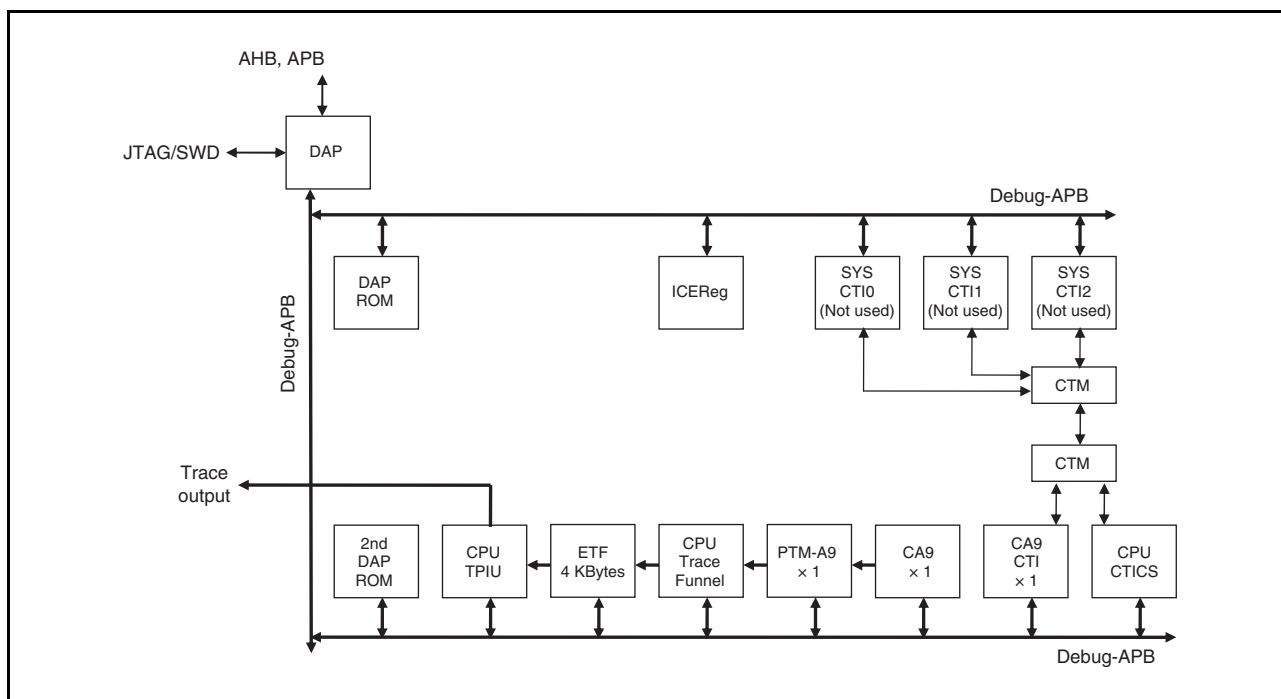 AHB, APB
JTAG/SWD
DAP
Debug-APB
DAP
ROM
ICEReg
SYS
CTI0
(Not used)
SYS
CTI1
(Not used)
SYS
CTI2
(Not used)
Debug-APB
CTM
CTM
Trace
output
2nd
DAP
ROM
CPU
TPIU
ETF
4 KBytes
CPU
Trace
Funnel
PTM-A9
× 1
CA9
× 1
CA9
CTI
× 1
CPU
CTICS
Debug-APB